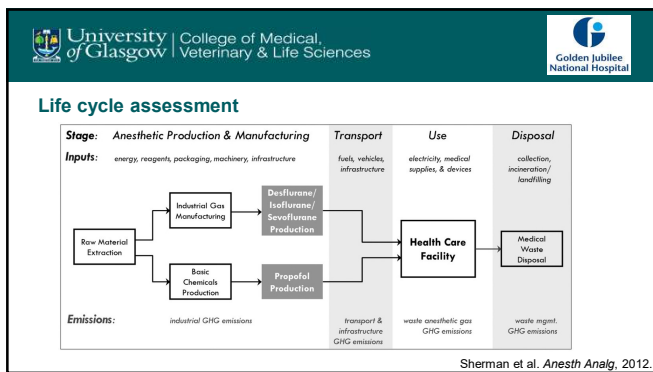 University | College of Medical,
of Glasgow | Veterinary & Life Sciences
Golden Jubilee
National Hospital
Life cycle assessment
Stage: Anesthetic Production & Manufacturing Transport Use Disposal
Inputs: energy, reagents, packaging, machinery, infrastructure
fuels, vehicles,
infrastructure
electricity, medical
supplies, & devices
collection,
incineration/
landfilling
Raw Material
Extraction
Industrial Gas
Manufacturing
Desflurane/
Isoflurane/
Sevoflurane
Production
Basic
Chemicals
Production
Propofol
Production
Health Care
Facility
Medical
Waste
Disposal
Emissions: industrial GHG emissions
transport &
infrastructure
GHG emissions
waste anesthetic gas
GHG emissions
waste mgmt.
GHG emissions
Sherman et al. Anesth Analg, 2012.